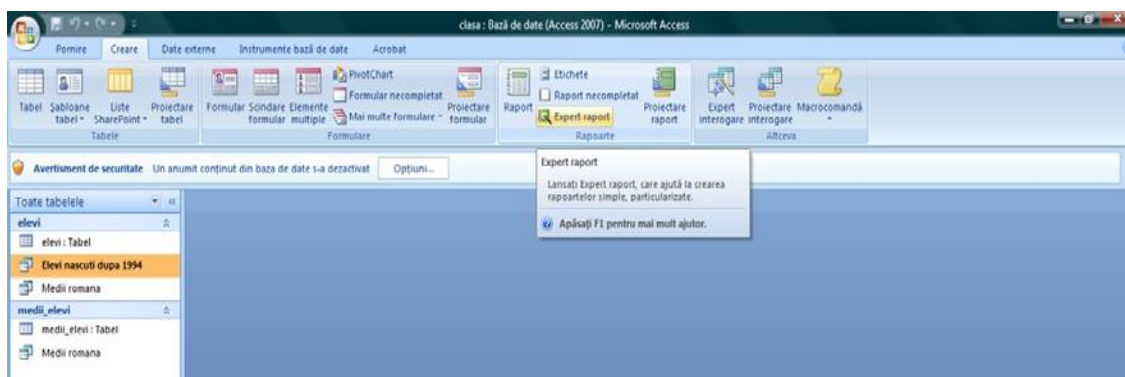 clasa : Bază de date (Access 2007) - Microsoft Access
Pornire Creare Date externe Instrumente bază de date Acrobat
Tabel Șabloane tabel Liste SharePoint Proiectare tabel
Tabele
Formular Scindare formular Elemente multiple PivotChart Formular necompletat Mai multe formulare Proiectare formular
Formulare
Raport Etichete Raport necompletat Expert raport Proiectare raport
Rapoarte
Expert interogare Proiectare interogare Macrocomandă
Altceva
Avertisment de securitate Un anumit conținut din baza de date s-a dezactivat Opțiuni...
Expert raport
Lansați Expert raport, care ajută la crearea
rapoartelor simple, particularizate.
Apăsați F1 pentru mai mult ajutor.
Toate tabelele
elevi
elevi : Tabel
Elevi nascuti dupa 1994
Medii romana
medii_elevi
medii_elevi : Tabel
Medii romana